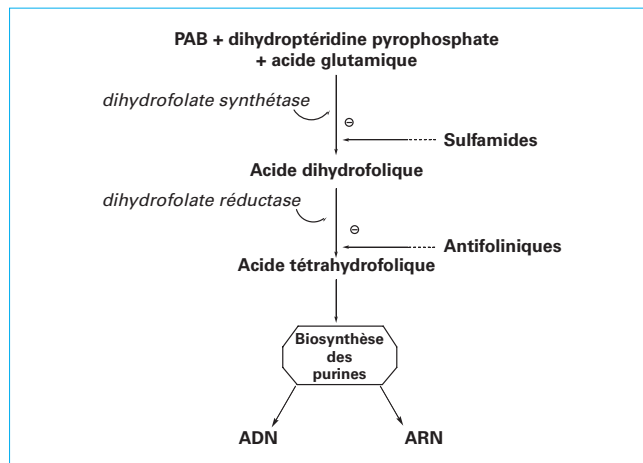 PAB + dihydroptéridine pyrophosphate
+ acide glutamique
dihydrofolate synthétase
⊖
Sulfamides
Acide dihydrofolique
dihydrofolate réductase
⊖
Antifoliniques
Acide tétrahydrofolique
Biosynthèse
des
purines
ADN
ARN